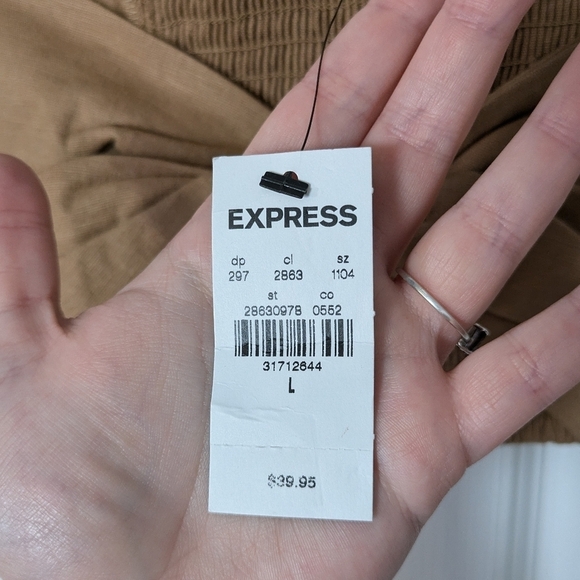 EXPRESS
dp cl sz
297 2863 1104
st co
28630978 0552
31712644
L
$39.95